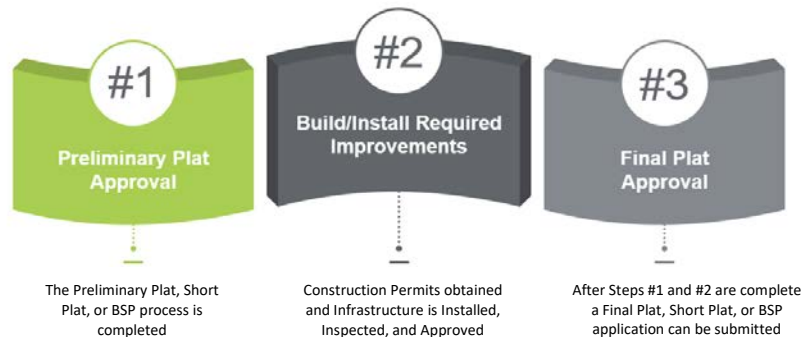 #1
Preliminary Plat
Approval
The Preliminary Plat, Short
Plat, or BSP process is
completed
#2
Build/Install Required
Improvements
Construction Permits obtained
and Infrastructure is Installed,
Inspected, and Approved
#3
Final Plat
Approval
After Steps #1 and #2 are complete
a Final Plat, Short Plat, or BSP
application can be submitted